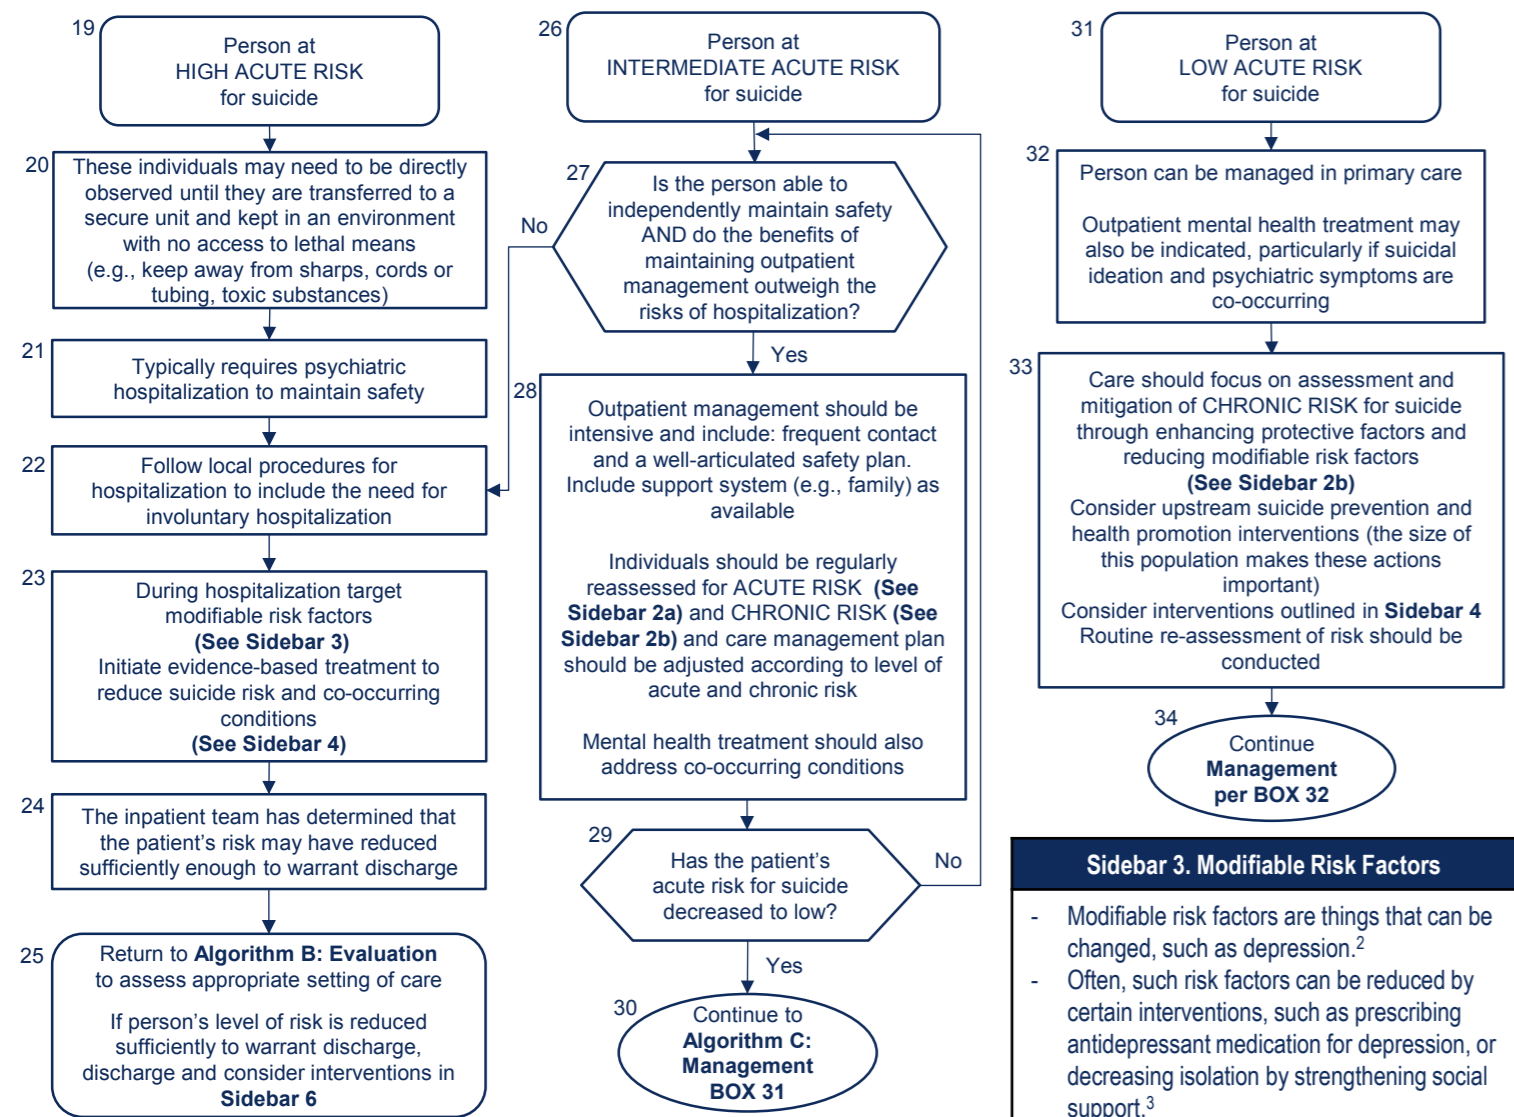 19
Person at
HIGH ACUTE RISK
for suicide
20
These individuals may need to be directly
observed until they are transferred to a
secure unit and kept in an environment
with no access to lethal means
(e.g., keep away from sharps, cords or
tubing, toxic substances)
21
Typically requires psychiatric
hospitalization to maintain safety
22
Follow local procedures for
hospitalization to include the need for
involuntary hospitalization
23
During hospitalization target
modifiable risk factors
(See Sidebar 3)
Initiate evidence-based treatment to
reduce suicide risk and co-occurring
conditions
(See Sidebar 4)
24
The inpatient team has determined that
the patient’s risk may have reduced
sufficiently enough to warrant discharge
25
Return to Algorithm B: Evaluation
to assess appropriate setting of care
If person’s level of risk is reduced
sufficiently to warrant discharge,
discharge and consider interventions in
Sidebar 6
26
Person at
INTERMEDIATE ACUTE RISK
for suicide
27
Is the person able to
independently maintain safety
AND do the benefits of
maintaining outpatient
management outweigh the
risks of hospitalization?
No
Yes
28
Outpatient management should be
intensive and include: frequent contact
and a well-articulated safety plan.
Include support system (e.g., family) as
available
Individuals should be regularly
reassessed for ACUTE RISK (See
Sidebar 2a) and CHRONIC RISK (See
Sidebar 2b) and care management plan
should be adjusted according to level of
acute and chronic risk
Mental health treatment should also
address co-occurring conditions
29
Has the patient’s
acute risk for suicide
decreased to low?
No
Yes
30
Continue to
Algorithm C:
Management
BOX 31
31
Person at
LOW ACUTE RISK
for suicide
32
Person can be managed in primary care
Outpatient mental health treatment may
also be indicated, particularly if suicidal
ideation and psychiatric symptoms are
co-occurring
33
Care should focus on assessment and
mitigation of CHRONIC RISK for suicide
through enhancing protective factors and
reducing modifiable risk factors
(See Sidebar 2b)
Consider upstream suicide prevention and
health promotion interventions (the size of
this population makes these actions
important)
Consider interventions outlined in Sidebar 4
Routine re-assessment of risk should be
conducted
34
Continue
Management
per BOX 32
Sidebar 3. Modifiable Risk Factors
- Modifiable risk factors are things that can be
changed, such as depression.2
- Often, such risk factors can be reduced by
certain interventions, such as prescribing
antidepressant medication for depression, or
decreasing isolation by strengthening social
support.3